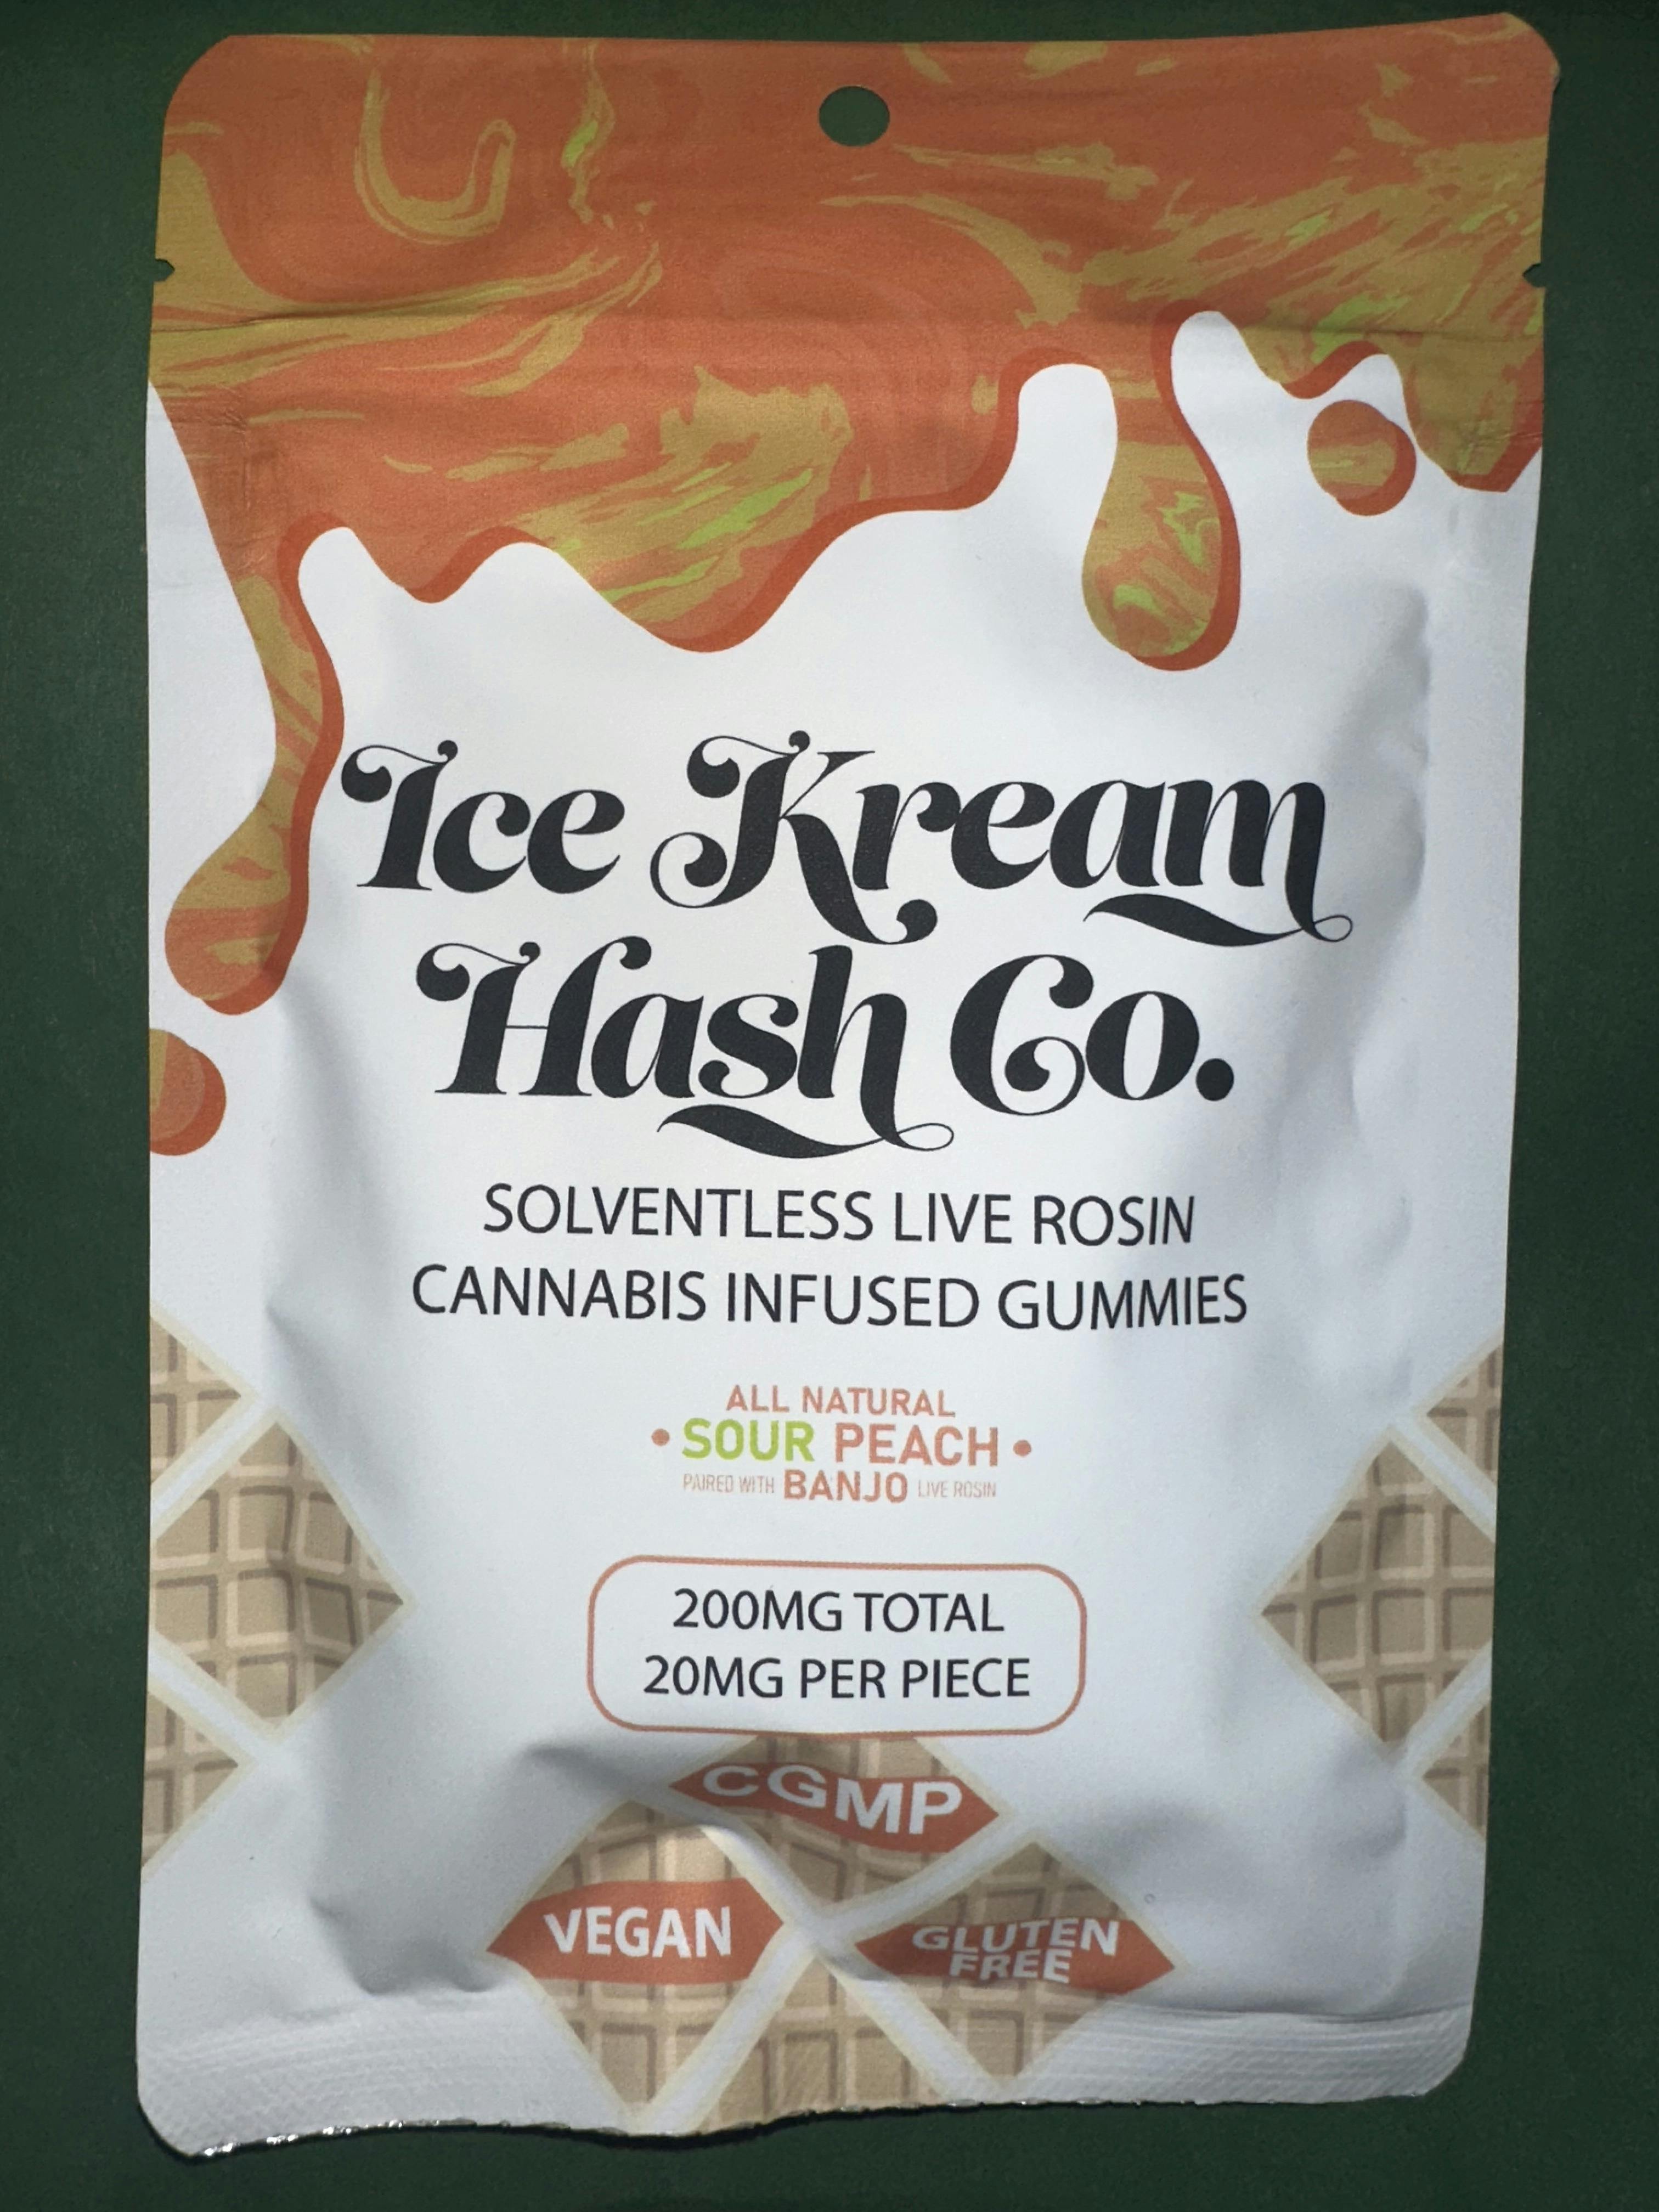 Ice Kream
Hash Co.
SOLVENTLESS LIVE ROSIN
CANNABIS INFUSED GUMMIES
ALL NATURAL
• SOUR PEACH •
PAIRED WITH BANJO LIVE ROSIN
200MG TOTAL
20MG PER PIECE
CGMP
VEGAN
GLUTEN
FREE